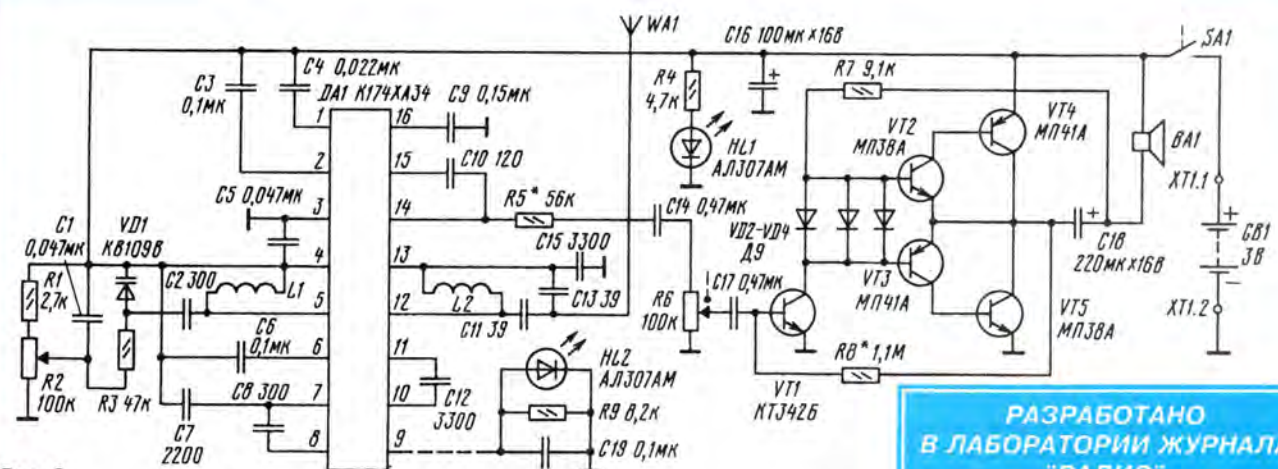 WA1
C16 100мк×16В
SA1
C3
0,1мк
C4 0,022мк
DA1 К174ХА34
C9 0,15мк
R4
4,7к
R7 9,1к
VT4
МП41А
1
16
2
15
C10 120
HL1
АЛ307АМ
VT2
МП38А
BA1
XT1.1
C5 0,047мк
3
14
R5* 56к
C14 0,47мк
C1
0,047мк
VD1
КВ109В
C15 3300
VD2-VD4
Д9
+
C18
220мк×16В
GB1
3В
R1
2,7к
C2 300
4
13
L1
L2
C13 39
5
12
C11 39
VT3
МП41А
R6
100к
C17 0,47мк
VT5
МП38А
XT1.2
C6
0,1мк
6
11
HL2
АЛ307АМ
R8* 1,1М
R2
100к
R3 47к
C8 300
7
10
C12
3300
R9 8,2к
VT1
КТ342Б
C7
2200
8
9
C19 0,1мк
РАЗРАБОТАНО
В ЛАБОРАТОРИИ ЖУРНАЛА
"РАДИО"